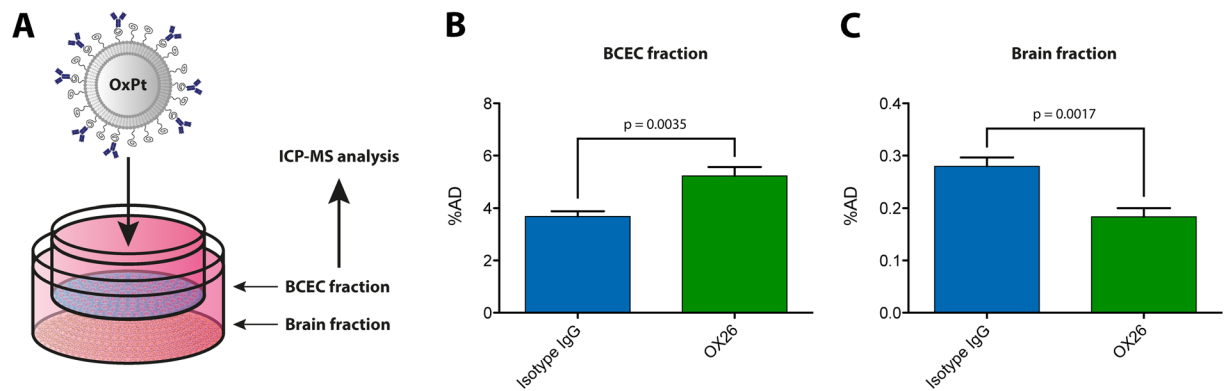 A
OxPt
ICP-MS analysis
BCEC fraction
Brain fraction
B
BCEC fraction
%AD
8
6
4
2
0
p = 0.0035
Isotype IgG
OX26
C
Brain fraction
%AD
0.4
0.3
0.2
0.1
0.0
p = 0.0017
Isotype IgG
OX26